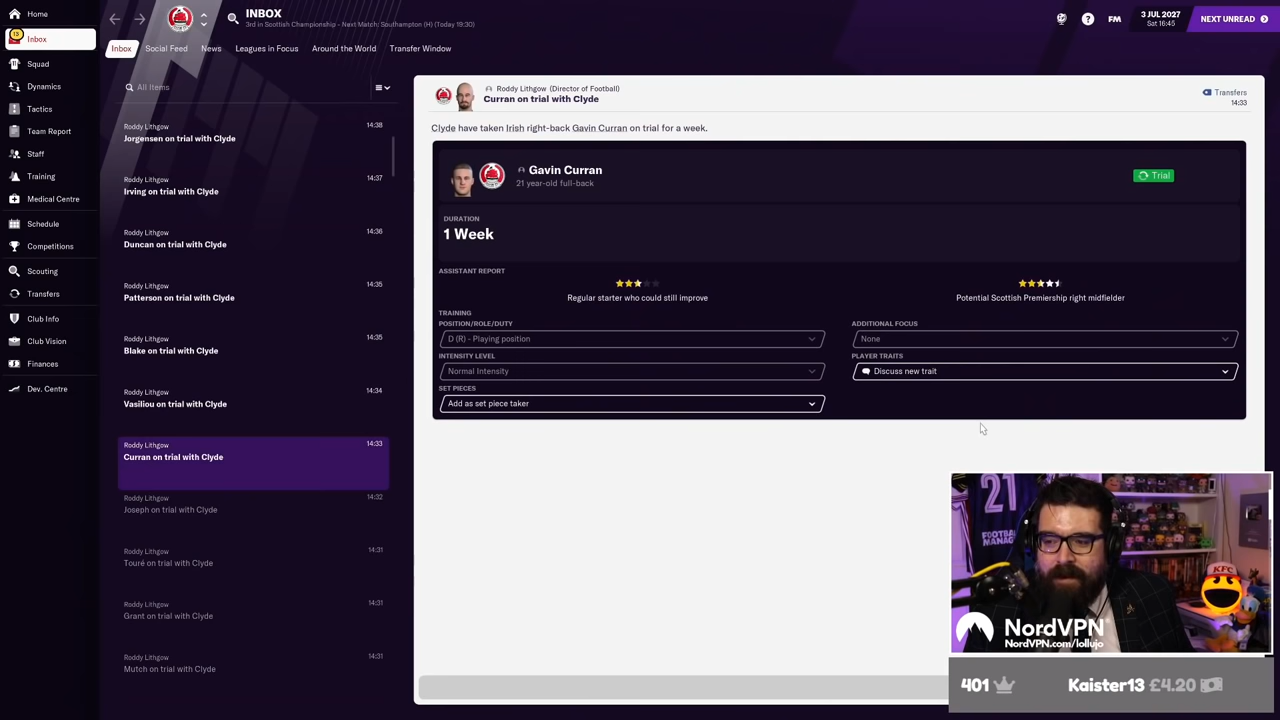 Home
13
Inbox
Squad
Dynamics
Tactics
Team Report
Staff
Training
Medical Centre
Schedule
Competitions
Scouting
Transfers
Club Info
Club Vision
Finances
Dev. Centre
INBOX
3rd in Scottish Championship - Next Match: Southampton (H) (Today 19:30)
FM
3 JUL 2027
Sat 16:45
NEXT UNREAD
Inbox
Social Feed
News
Leagues in Focus
Around the World
Transfer Window
All Items
Roddy Lithgow
14:38
Jorgensen on trial with Clyde
Roddy Lithgow
14:37
Irving on trial with Clyde
Roddy Lithgow
14:36
Duncan on trial with Clyde
Roddy Lithgow
14:35
Patterson on trial with Clyde
Roddy Lithgow
14:35
Blake on trial with Clyde
Roddy Lithgow
14:34
Vasiliou on trial with Clyde
Roddy Lithgow
14:33
Curran on trial with Clyde
Roddy Lithgow
14:32
Joseph on trial with Clyde
Roddy Lithgow
14:31
Touré on trial with Clyde
Roddy Lithgow
14:31
Grant on trial with Clyde
Roddy Lithgow
14:31
Mutch on trial with Clyde
Roddy Lithgow (Director of Football)
Curran on trial with Clyde
Transfers
14:33
Clyde have taken Irish right-back Gavin Curran on trial for a week.
Gavin Curran
21 year-old full-back
Trial
DURATION
1 Week
ASSISTANT REPORT
Regular starter who could still improve
Potential Scottish Premiership right midfielder
TRAINING
POSITION/ROLE/DUTY
D (R) - Playing position
ADDITIONAL FOCUS
None
INTENSITY LEVEL
Normal Intensity
PLAYER TRAITS
Discuss new trait
SET PIECES
Add as set piece taker
21
FOOTBALL
KFC
NordVPN
NordVPN.com/lollujo
401
Kaister13 £4.20